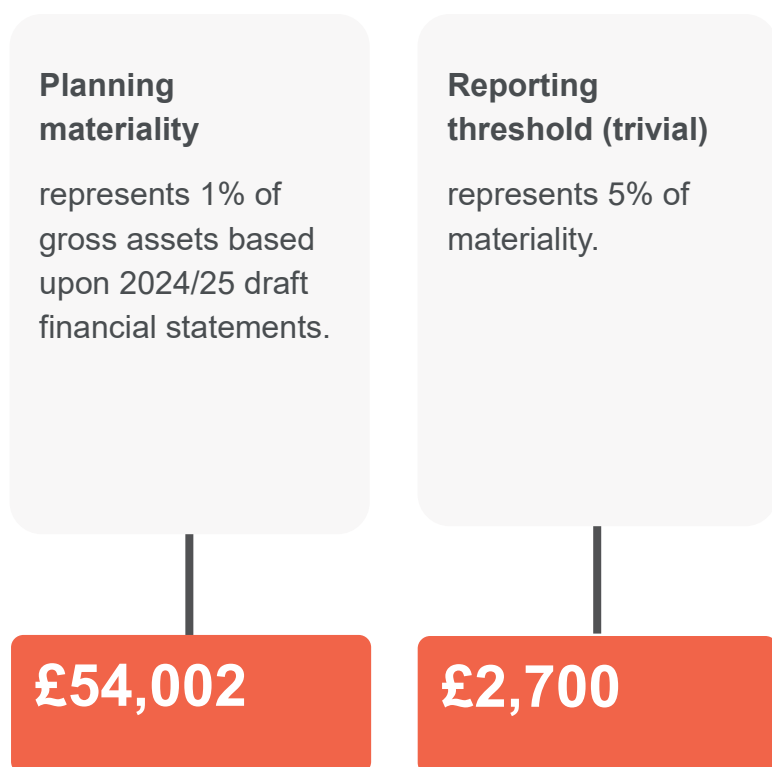 Planning
materiality
represents 1% of
gross assets based
upon 2024/25 draft
financial statements.
£54,002
Reporting
threshold (trivial)
represents 5% of
materiality.
£2,700